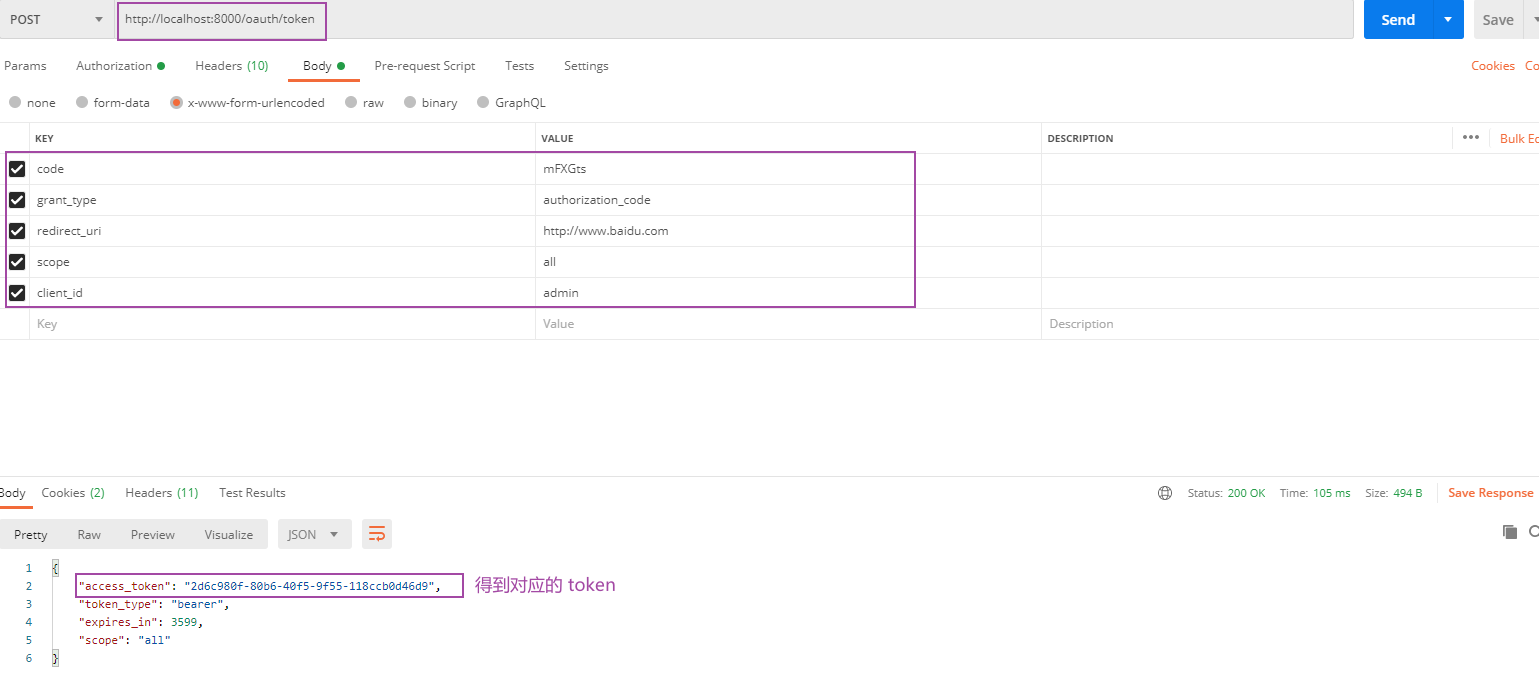 POST http://localhost:8000/oauth/token Send Save
Params Authorization Headers (10) Body Pre-request Script Tests Settings Cookies Co
none form-data x-www-form-urlencoded raw binary GraphQL
KEY VALUE DESCRIPTION ••• Bulk Ec
code mFXGts
grant_type authorization_code
redirect_uri http://www.baidu.com
scope all
client_id admin
Key Value Description
Body Cookies (2) Headers (11) Test Results Status: 200 OK Time: 105 ms Size: 494 B Save Response
Pretty Raw Preview Visualize JSON
1 {
2 "access_token": "2d6c980f-80b6-40f5-9f55-118ccb0d46d9", 得到对应的 token
3 "token_type": "bearer",
4 "expires_in": 3599,
5 "scope": "all"
6 }